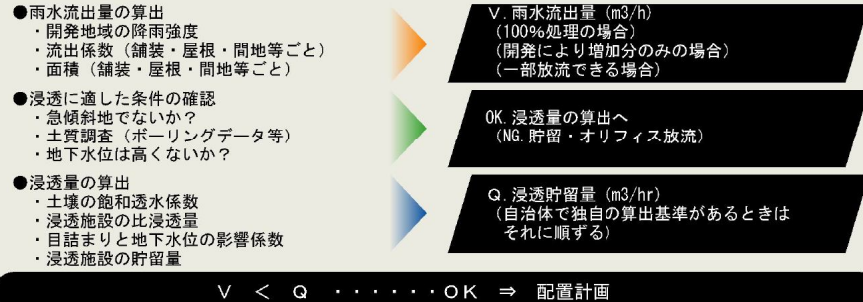 ●雨水流出量の算出
・開発地域の降雨強度
・流出係数（舗装・屋根・間地等ごと）
・面積（舗装・屋根・間地等ごと）
Ｖ.雨水流出量（m3/h）
（100％処理の場合）
（開発により増加分のみの場合）
（一部放流できる場合）
●浸透に適した条件の確認
・急傾斜地でないか？
・土質調査（ボーリングデータ等）
・地下水位は高くないか？
OK.浸透量の算出へ
（NG.貯留・オリフィス放流）
●浸透量の算出
・土壌の飽和透水係数
・浸透施設の比浸透量
・目詰まりと地下水位の影響係数
・浸透施設の貯留量
Ｑ.浸透貯留量（m3/hr）
（自治体で独自の算出基準があるときは
それに順ずる）
Ｖ ＜ Ｑ ・・・・・・ＯＫ ⇒ 配置計画